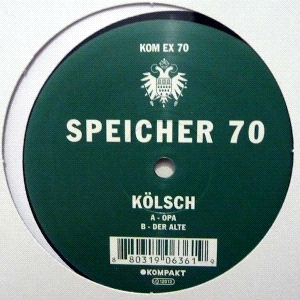 KOM EX 70
SPEICHER 70
KÖLSCH
A - OPA
B - DER ALTE
8 80319 06361 9
KOMPAKT